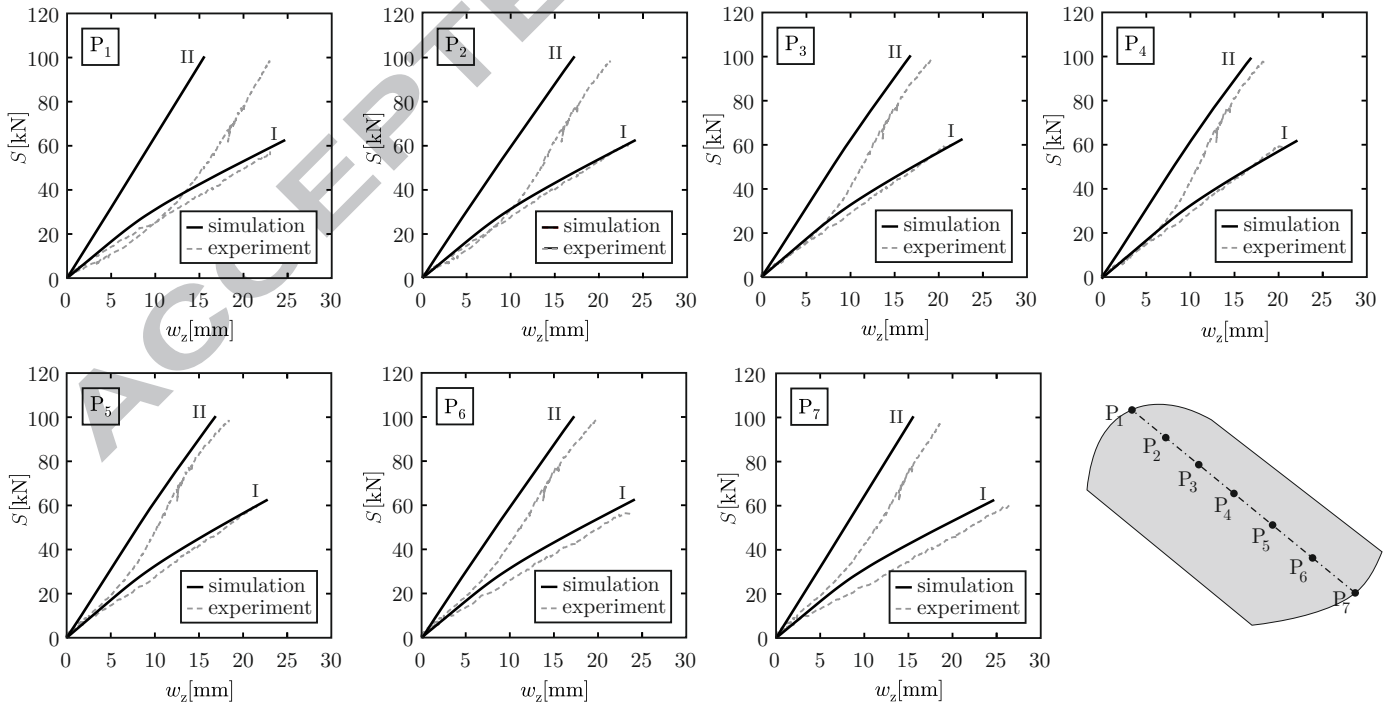 120
100
80
60
40
20
0
S [kN]
P1
II
I
simulation
experiment
0 5 10 15 20 25 30
wz[mm]
120
100
80
60
40
20
0
S [kN]
P2
II
I
simulation
experiment
0 5 10 15 20 25 30
wz[mm]
120
100
80
60
40
20
0
S [kN]
P3
II
I
simulation
experiment
0 5 10 15 20 25 30
wz[mm]
120
100
80
60
40
20
0
S [kN]
P4
II
I
simulation
experiment
0 5 10 15 20 25 30
wz[mm]
120
100
80
60
40
20
0
S [kN]
P5
II
I
simulation
experiment
0 5 10 15 20 25 30
wz[mm]
120
100
80
60
40
20
0
S [kN]
P6
II
I
simulation
experiment
0 5 10 15 20 25 30
wz[mm]
120
100
80
60
40
20
0
S [kN]
P7
II
I
simulation
experiment
0 5 10 15 20 25 30
wz[mm]
P1
P2
P3
P4
P5
P6
P7
ACCEPTE